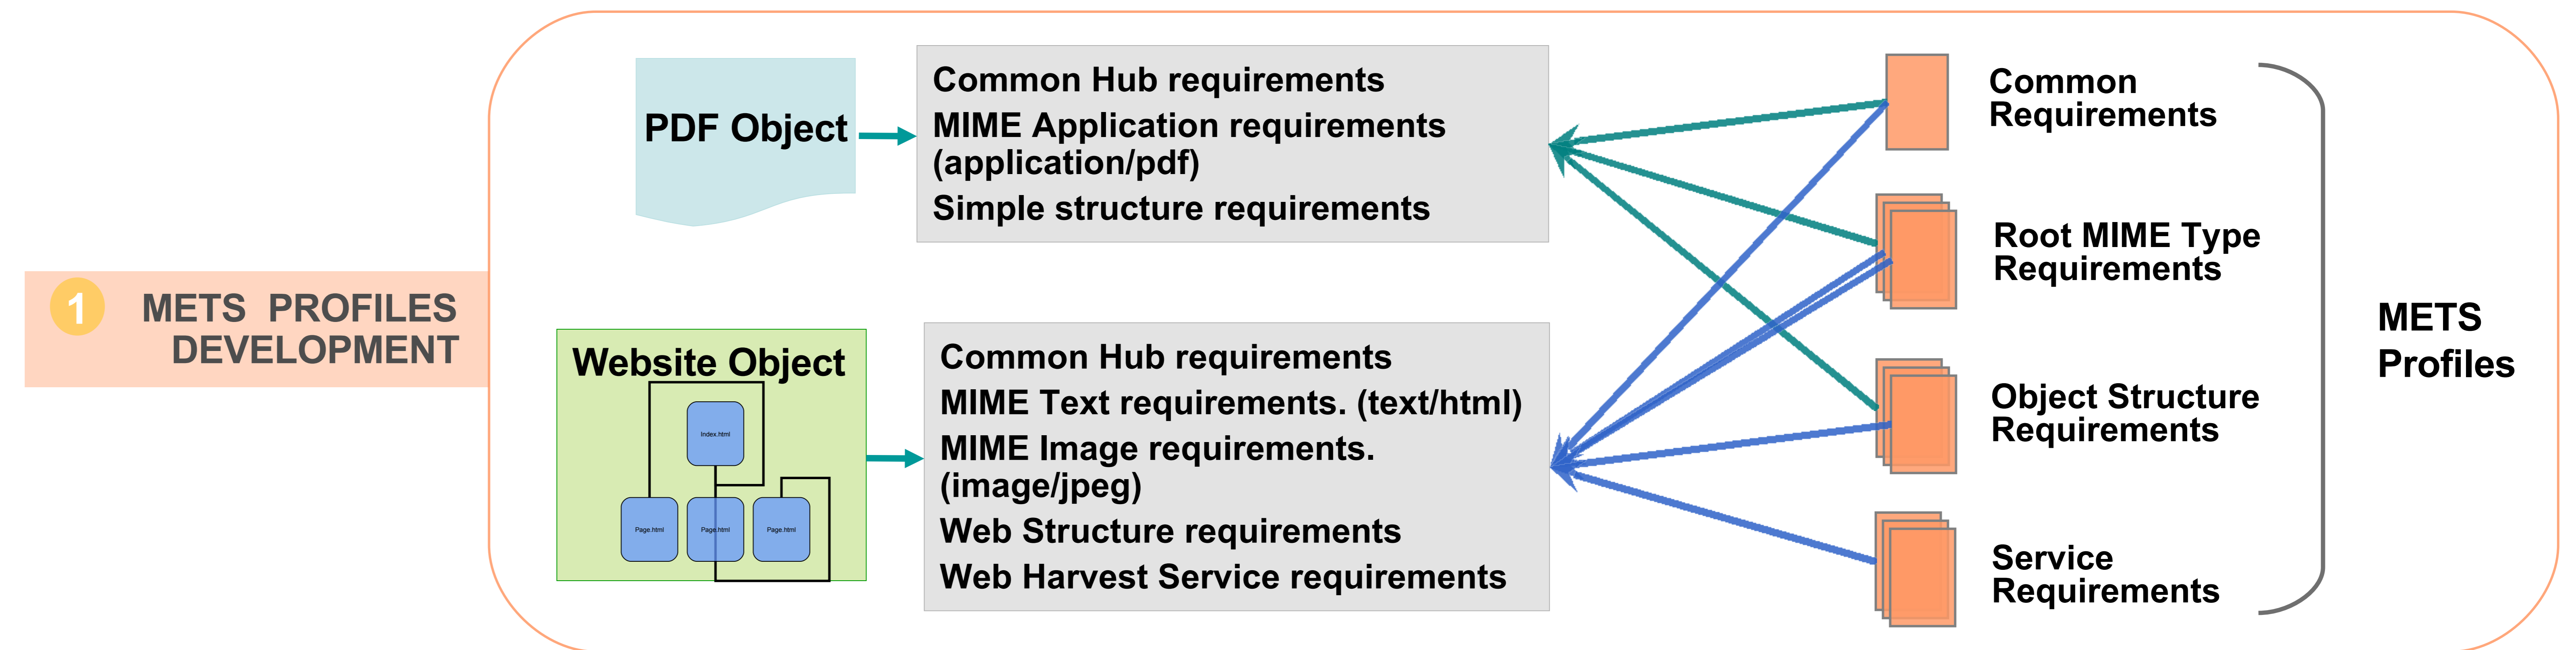 1
METS PROFILES
DEVELOPMENT
PDF Object
Common Hub requirements
MIME Application requirements
(application/pdf)
Simple structure requirements
Website Object
Index.html
Page.html
Page.html
Page.html
Common Hub requirements
MIME Text requirements. (text/html)
MIME Image requirements.
(image/jpeg)
Web Structure requirements
Web Harvest Service requirements
Common
Requirements
Root MIME Type
Requirements
Object Structure
Requirements
Service
Requirements
METS
Profiles